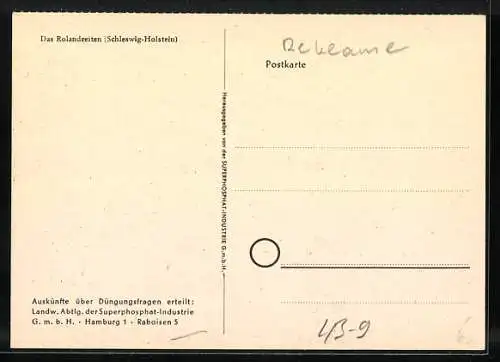 Das Rolandreiten (Schleswig-Holstein)
Auskünfte über Düngungsfragen erteilt:
Landw. Abtlg. der Superphosphat-Industrie
G. m. b. H. · Hamburg 1 · Raboisen 5
Herausgegeben von der SUPERPHOSPHAT-INDUSTRIE G. m. b. H.
Reklame
Postkarte
4B-9